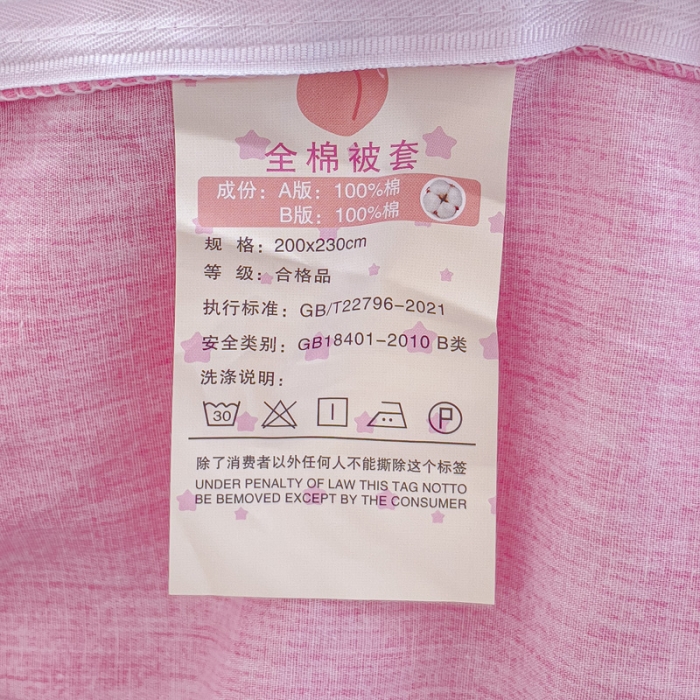 全棉被套
成份：A版：100%棉
B版：100%棉
规 格：200x230cm
等 级：合格品
执行标准：GB/T22796-2021
安全类别：GB18401-2010 B类
洗涤说明：
30 P
除了消费者以外任何人不能撕除这个标签
UNDER PENALTY OF LAW THIS TAG NOTTO
BE BEMOVED EXCEPT BY THE CONSUMER